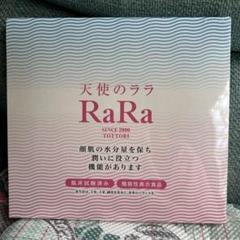 天使のララ
RaRa
SINCE 2000
TOTTORI
顔肌の水分量を保ち
潤いに役立つ
機能があります
臨床試験済み
機能性表示食品